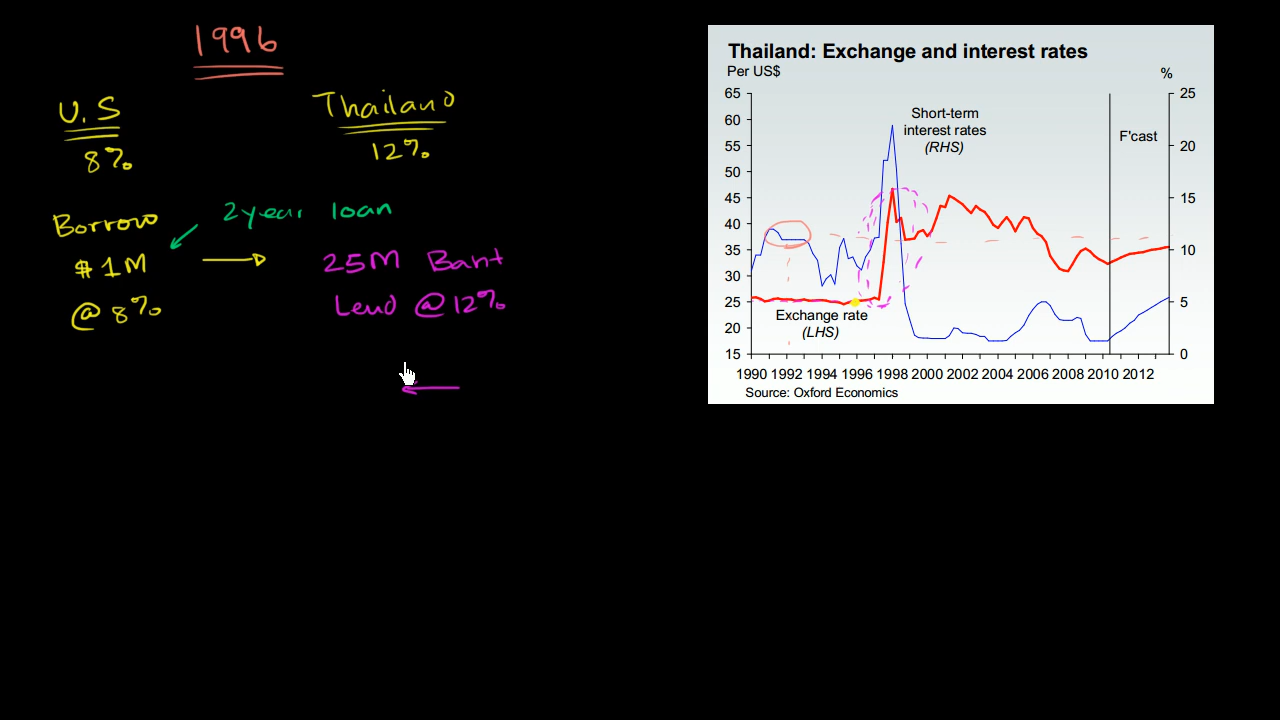 1996
U.S
Thailand
8%
12%
Borrow
2 year loan
$1M
25M Baht
@ 8%
Lend @ 12%
Thailand: Exchange and interest rates
Per US$
%
65
60
55
50
45
40
35
30
25
20
15
25
20
15
10
5
0
Short-term
interest rates
(RHS)
F'cast
Exchange rate
(LHS)
1990 1992 1994 1996 1998 2000 2002 2004 2006 2008 2010 2012
Source: Oxford Economics